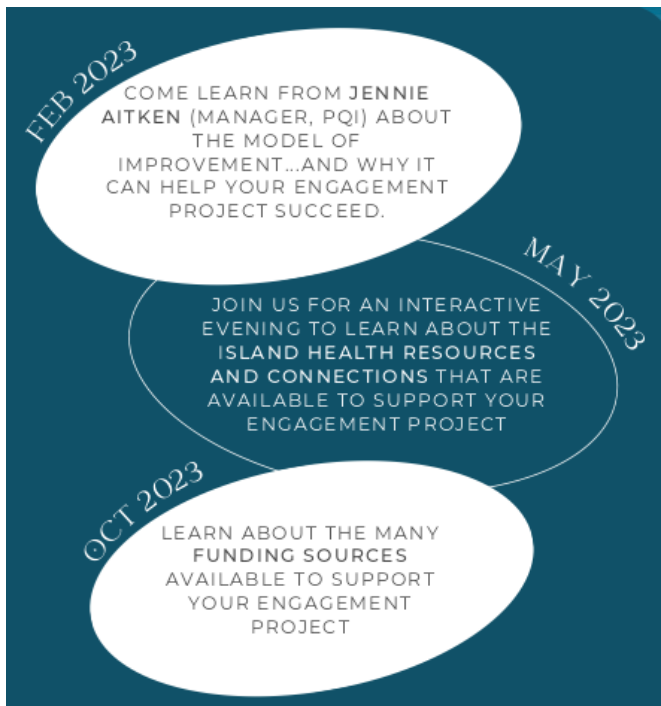 FEB 2023
COME LEARN FROM JENNIE
AITKEN (MANAGER, PQI) ABOUT
THE MODEL OF
IMPROVEMENT...AND WHY IT
CAN HELP YOUR ENGAGEMENT
PROJECT SUCCEED.
MAY 2023
JOIN US FOR AN INTERACTIVE
EVENING TO LEARN ABOUT THE
ISLAND HEALTH RESOURCES
AND CONNECTIONS THAT ARE
AVAILABLE TO SUPPORT YOUR
ENGAGEMENT PROJECT
OCT 2023
LEARN ABOUT THE MANY
FUNDING SOURCES
AVAILABLE TO SUPPORT
YOUR ENGAGEMENT
PROJECT